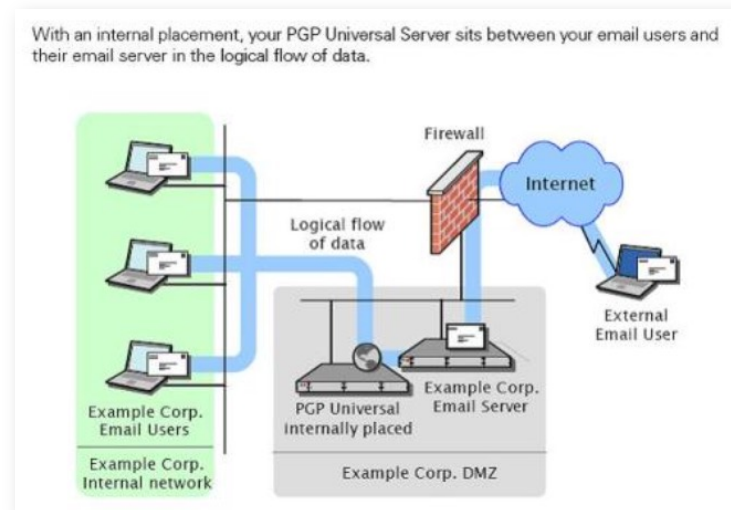 With an internal placement, your PGP Universal Server sits between your email users and
their email server in the logical flow of data.
Firewall
Internet
Logical flow
of data
External
Email User
Example Corp.
Email Users
PGP Universal
internally placed
Example Corp.
Email Server
Example Corp.
Internal network
Example Corp. DMZ